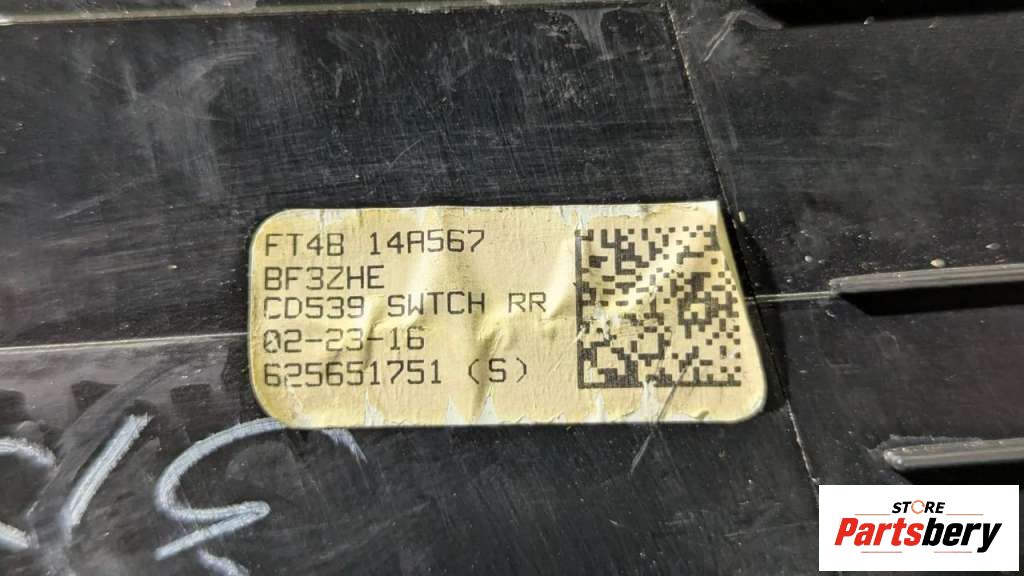 FT4B 14A567
BF3ZHE
CD539 SWTCH RR
02-23-16
625651751 (S)
STORE
Partsbery